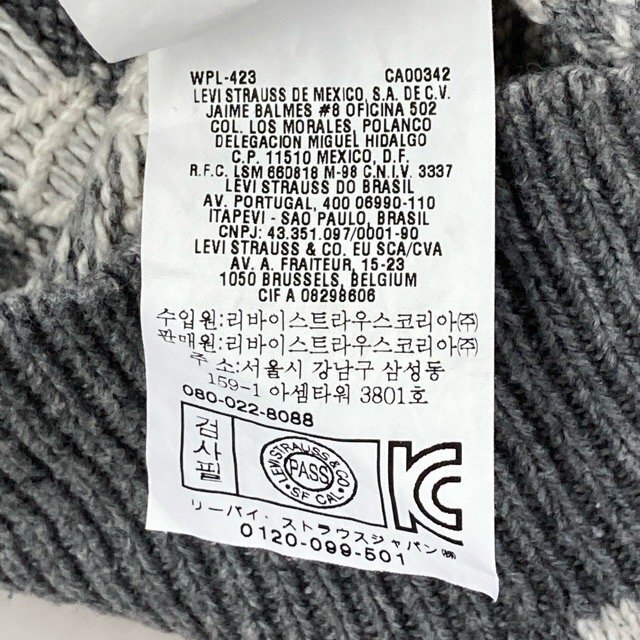 WPL-423 CA00342
LEVI STRAUSS DE MEXICO, S.A. DE C.V.
JAIME BALMES #8 OFICINA 502
COL. LOS MORALES, POLANCO
DELEGACION MIGUEL HIDALGO
C.P. 11510 MEXICO, D.F.
R.F.C. LSM 660818 M-98 C.N.I.V. 3337
LEVI STRAUSS DO BRASIL
AV. PORTUGAL, 400 06990-110
ITAPEVI - SAO PAULO, BRASIL
CNPJ: 43.351.097/0001-90
LEVI STRAUSS & CO. EU SCA/CVA
AV. A. FRAITEUR, 15-23
1050 BRUSSELS, BELGIUM
CIF A 08298606
수입원:리바이스트라우스코리아㈜
판매원:리바이스트라우스코리아㈜
주 소:서울시 강남구 삼성동
159-1 아셈타워 3801호
080-022-8088
검사필
LEVI STRAUSS & CO.
PASS
SF CAL
KC
リーバイ.ストラウスジャパン㈱
0120-099-501